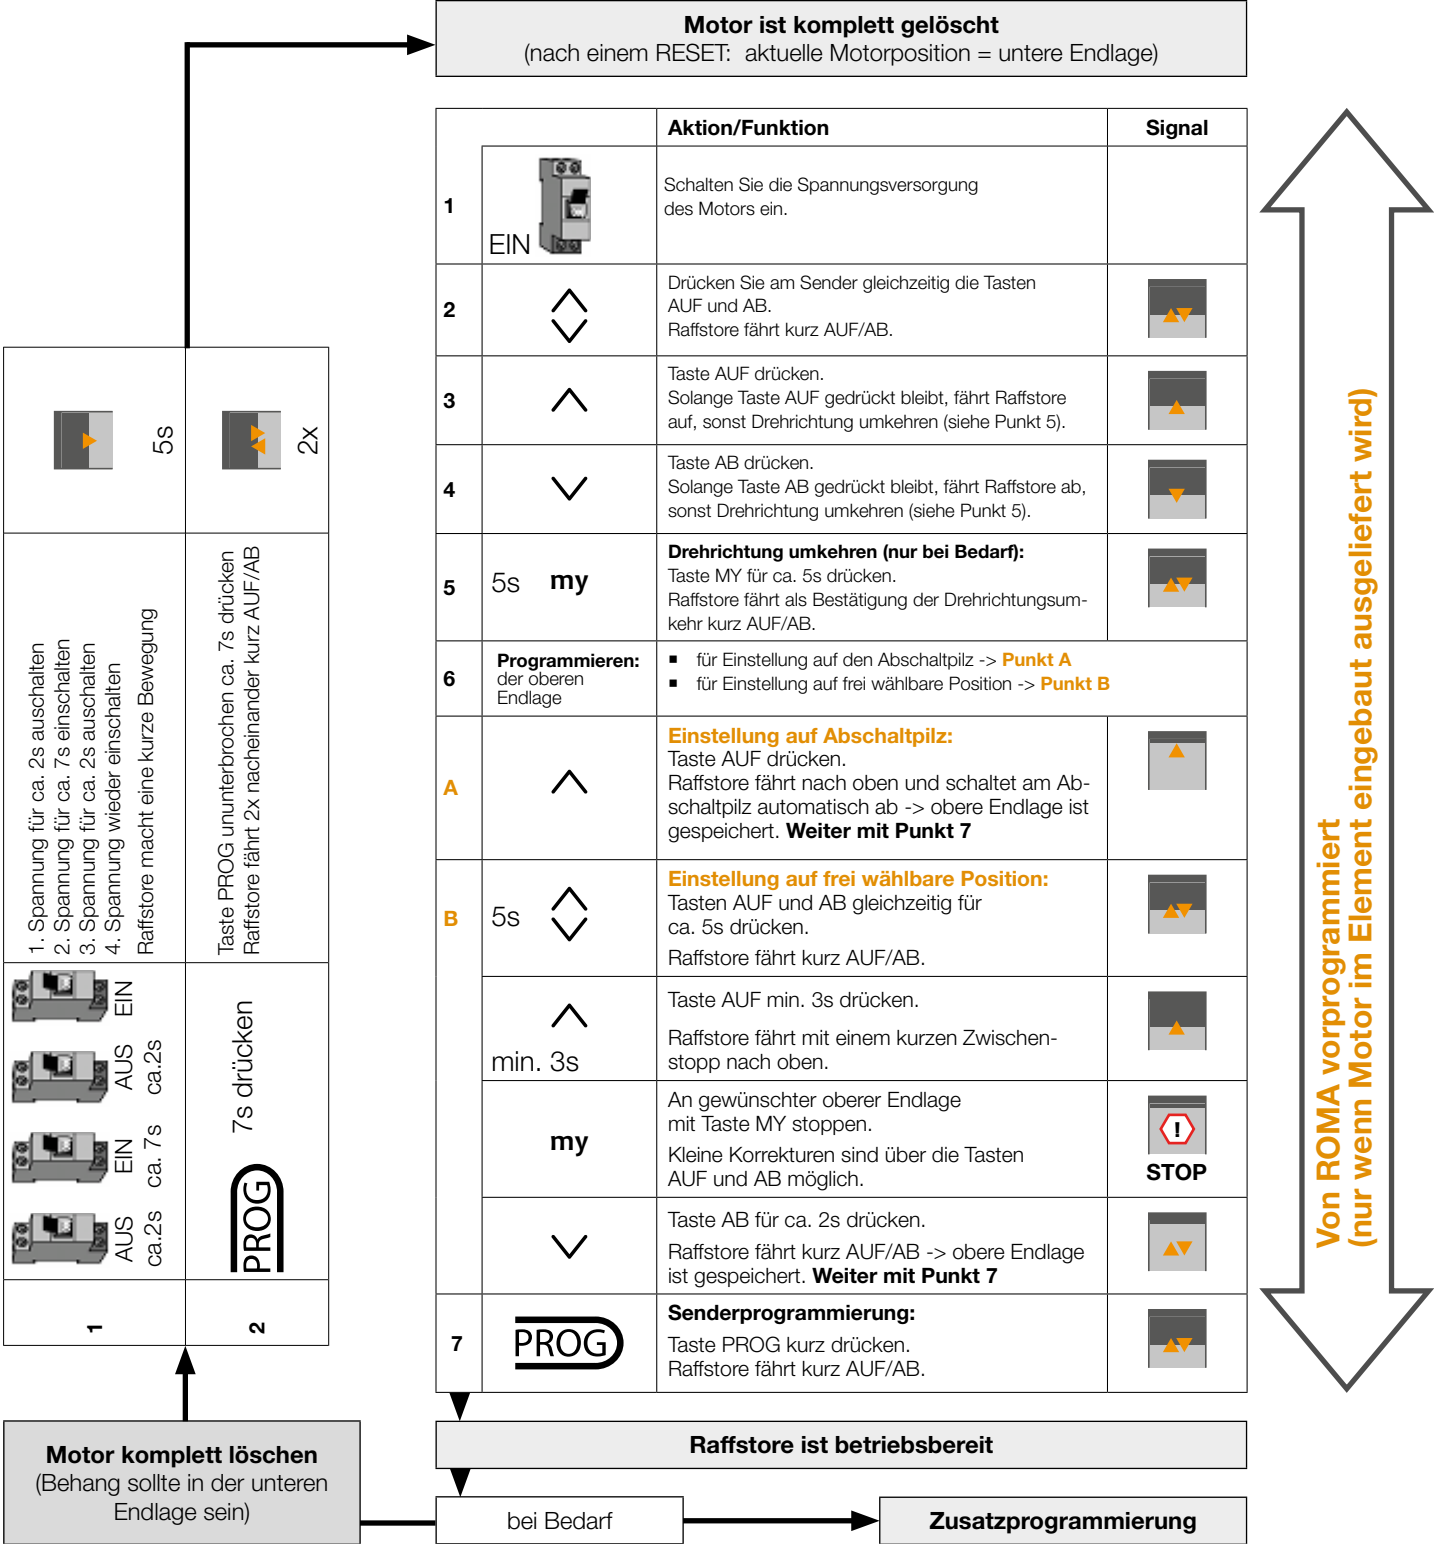 Motor ist komplett gelöscht
(nach einem RESET: aktuelle Motorposition = untere Endlage)
Aktion/Funktion
Signal
1
EIN
Schalten Sie die Spannungsversorgung
des Motors ein.
2
Drücken Sie am Sender gleichzeitig die Tasten
AUF und AB.
Raffstore fährt kurz AUF/AB.
3
Taste AUF drücken.
Solange Taste AUF gedrückt bleibt, fährt Raffstore
auf, sonst Drehrichtung umkehren (siehe Punkt 5).
4
Taste AB drücken.
Solange Taste AB gedrückt bleibt, fährt Raffstore ab,
sonst Drehrichtung umkehren (siehe Punkt 5).
5
5s my
Drehrichtung umkehren (nur bei Bedarf):
Taste MY für ca. 5s drücken.
Raffstore fährt als Bestätigung der Drehrichtungsum-
kehr kurz AUF/AB.
6
Programmieren:
der oberen
Endlage
■ für Einstellung auf den Abschaltpilz -> Punkt A
■ für Einstellung auf frei wählbare Position -> Punkt B
A
Einstellung auf Abschaltpilz:
Taste AUF drücken.
Raffstore fährt nach oben und schaltet am Ab-
schaltpilz automatisch ab -> obere Endlage ist
gespeichert. Weiter mit Punkt 7
B
5s
Einstellung auf frei wählbare Position:
Tasten AUF und AB gleichzeitig für
ca. 5s drücken.
Raffstore fährt kurz AUF/AB.
min. 3s
Taste AUF min. 3s drücken.
Raffstore fährt mit einem kurzen Zwischen-
stopp nach oben.
my
An gewünschter oberer Endlage
mit Taste MY stoppen.
Kleine Korrekturen sind über die Tasten
AUF und AB möglich.
!
STOP
Taste AB für ca. 2s drücken.
Raffstore fährt kurz AUF/AB -> obere Endlage
ist gespeichert. Weiter mit Punkt 7
7
PROG
Senderprogrammierung:
Taste PROG kurz drücken.
Raffstore fährt kurz AUF/AB.
Raffstore ist betriebsbereit
bei Bedarf
Zusatzprogrammierung
Motor komplett löschen
(Behang sollte in der unteren
Endlage sein)
1
AUS
ca.2s
EIN
ca. 7s
AUS
ca.2s
EIN
1. Spannung für ca. 2s auschalten
2. Spannung für ca. 7s einschalten
3. Spannung für ca. 2s auschalten
4. Spannung wieder einschalten
Raffstore macht eine kurze Bewegung
5s
2
PROG
7s drücken
Taste PROG ununterbrochen ca. 7s drücken
Raffstore fährt 2x nacheinander kurz AUF/AB
2x
Von ROMA vorprogrammiert
(nur wenn Motor im Element eingebaut ausgeliefert wird)